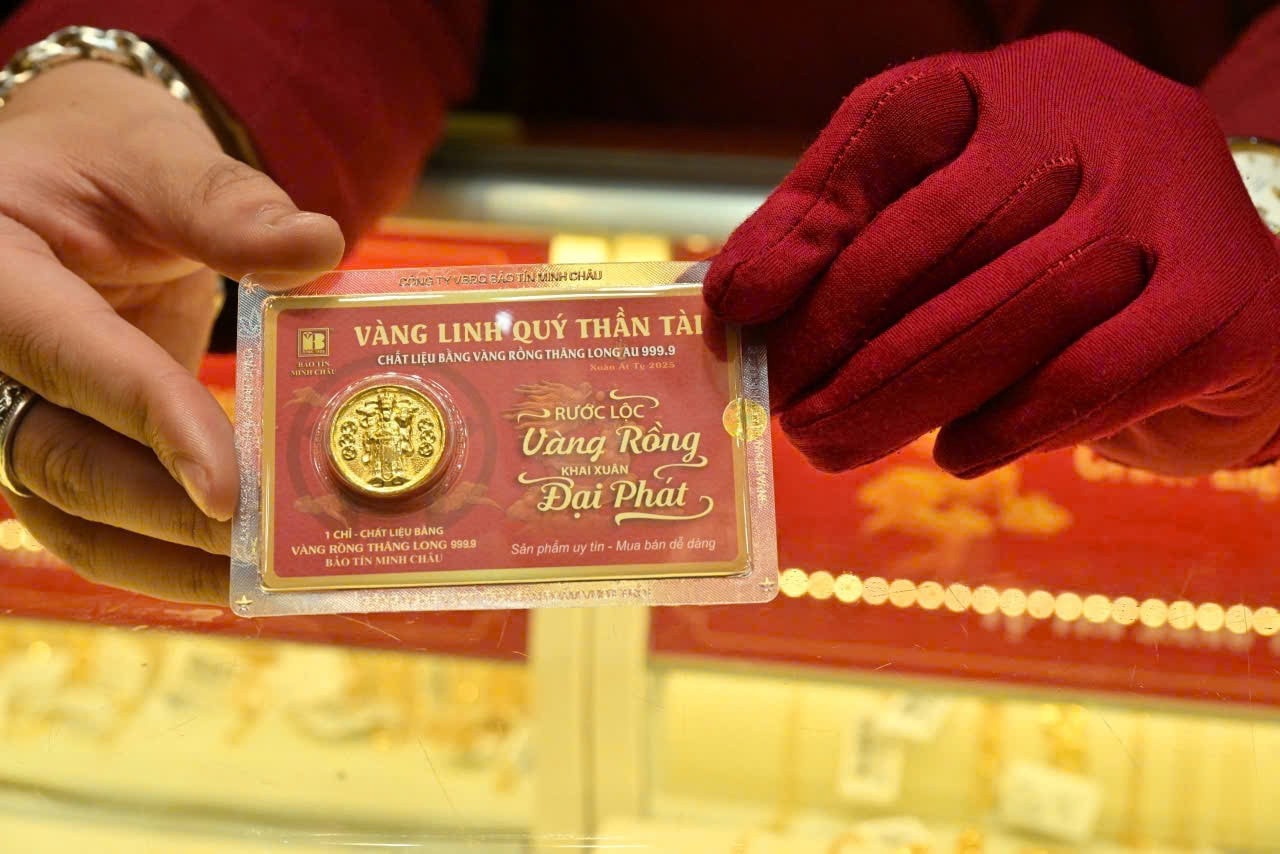 CÔNG TY VBĐQ BẢO TÍN MINH CHÂU
VÀNG LINH QUÝ THẦN TÀI
CHẤT LIỆU BẰNG VÀNG RỒNG THĂNG LONG AU 999.9
Xuân Ất Tỵ 2025
BẢO TÍN
MINH CHÂU
RƯỚC LỘC
Vàng Rồng
KHAI XUÂN
Đại Phát
1 CHỈ - CHẤT LIỆU BẰNG
VÀNG RỒNG THĂNG LONG 999.9
BẢO TÍN MINH CHÂU
Sản phẩm uy tín - Mua bán dễ dàng